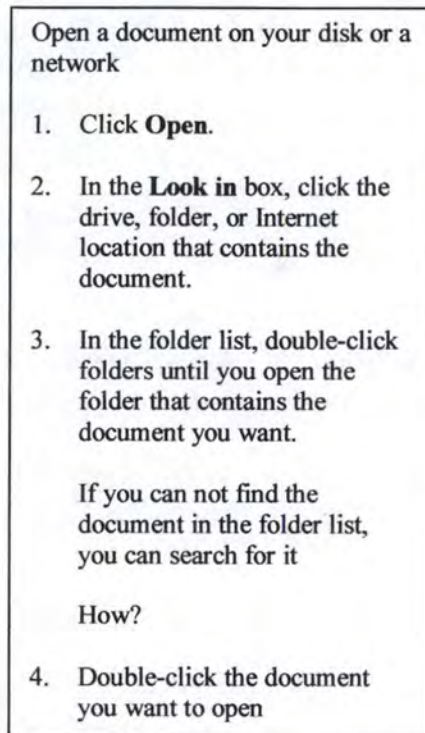 Open a document on your disk or a
network
1. Click Open.
2. In the Look in box, click the
drive, folder, or Internet
location that contains the
document.
3. In the folder list, double-click
folders until you open the
folder that contains the
document you want.
If you can not find the
document in the folder list,
you can search for it
How?
4. Double-click the document
you want to open